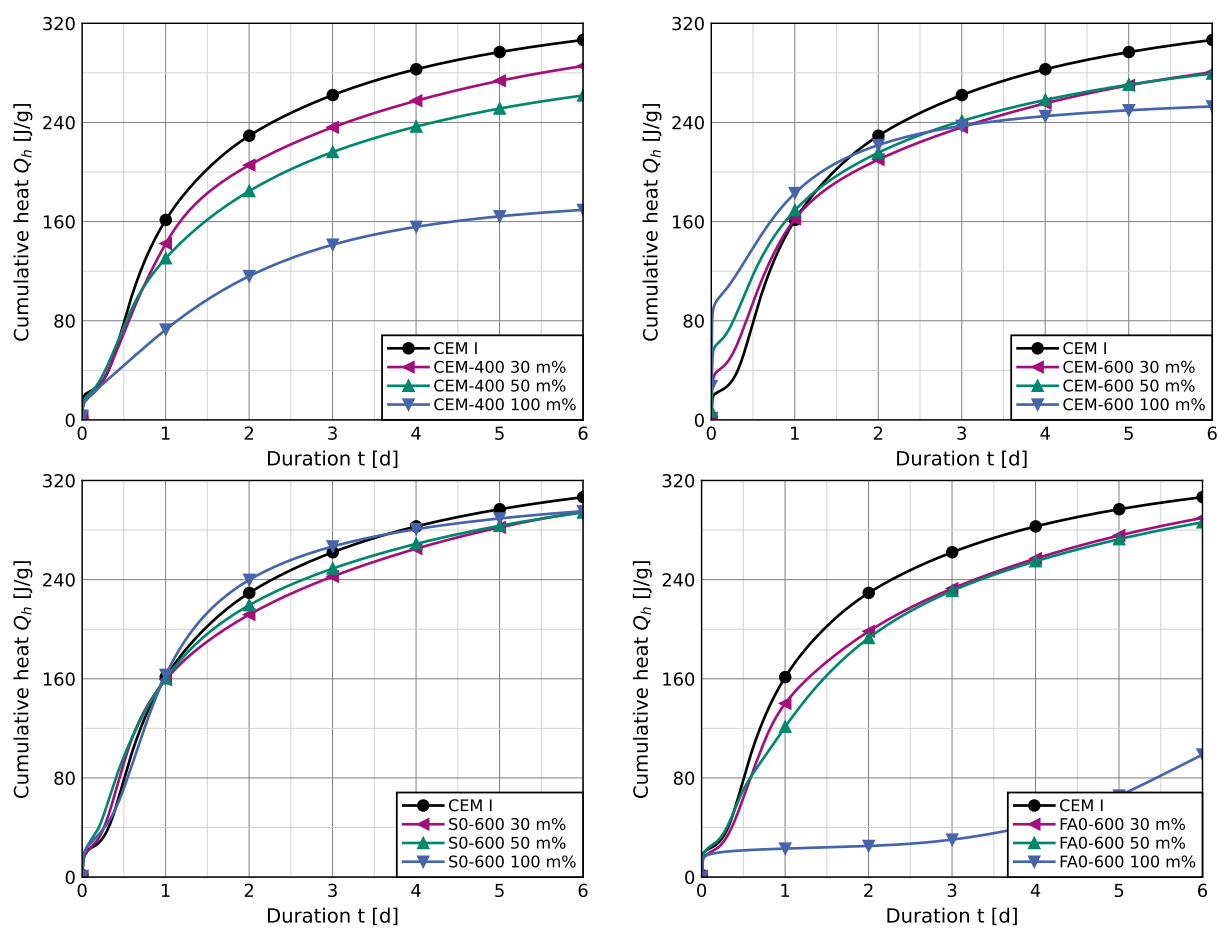 320
240
160
80
0
Cumulative heat Qh [J/g]
CEM I
CEM-400 30 m%
CEM-400 50 m%
CEM-400 100 m%
0 1 2 3 4 5 6
Duration t [d]
320
240
160
80
0
Cumulative heat Qh [J/g]
CEM I
CEM-600 30 m%
CEM-600 50 m%
CEM-600 100 m%
0 1 2 3 4 5 6
Duration t [d]
320
240
160
80
0
Cumulative heat Qh [J/g]
CEM I
S0-600 30 m%
S0-600 50 m%
S0-600 100 m%
0 1 2 3 4 5 6
Duration t [d]
320
240
160
80
0
Cumulative heat Qh [J/g]
CEM I
FA0-600 30 m%
FA0-600 50 m%
FA0-600 100 m%
0 1 2 3 4 5 6
Duration t [d]